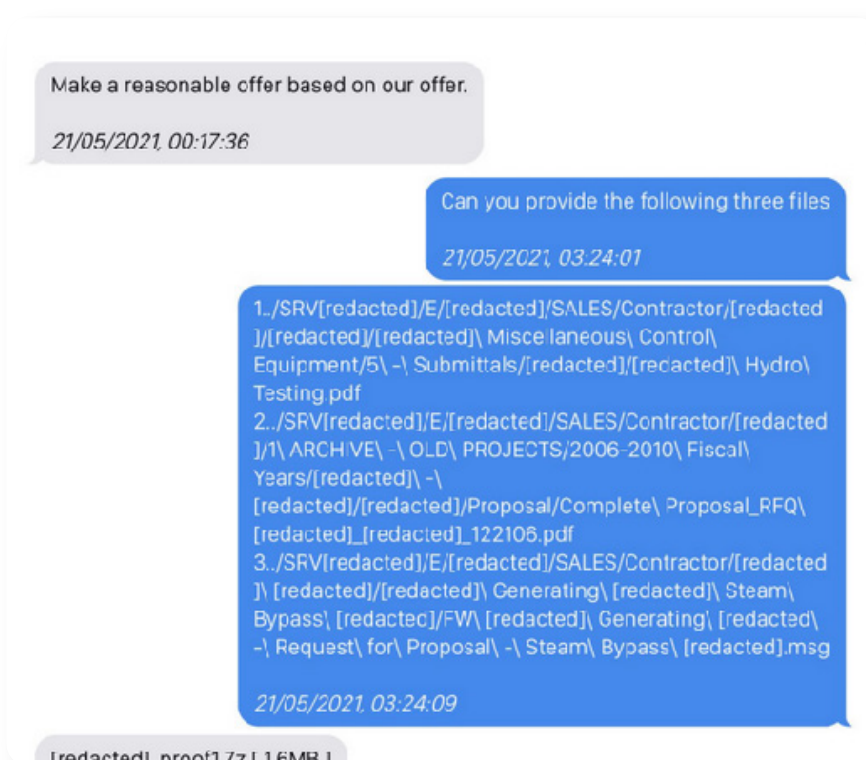 Make a reasonable offer based on our offer.
21/05/2021, 00:17:36
Can you provide the following three files
21/05/2021, 03:24:01
1../SRV[redacted]/E/[redacted]/SALES/Contractor/[redacted
]/[redacted]/[redacted]\ Miscellaneous\ Control\
Equipment/5\ -\ Submittals/[redacted]/[redacted]\ Hydro\
Testing.pdf
2../SRV[redacted]/E/[redacted]/SALES/Contractor/[redacted
]/1\ ARCHIVE\ -\ OLD\ PROJECTS/2006-2010\ Fiscal\
Years/[redacted]\ -\
[redacted]/[redacted]/Proposal/Complete\ Proposal_RFQ\
[redacted]_[redacted]_122106.pdf
3../SRV[redacted]/E/[redacted]/SALES/Contractor/[redacted
]\ [redacted]/[redacted]\ Generating\ [redacted]\ Steam\
Bypass\ [redacted]/FW\ [redacted]\ Generating\ [redacted\
-\ Request\ for\ Proposal\ -\ Steam\ Bypass\ [redacted].msg
21/05/2021, 03:24:09
[redacted]_proof1.7z [ 16MB ]